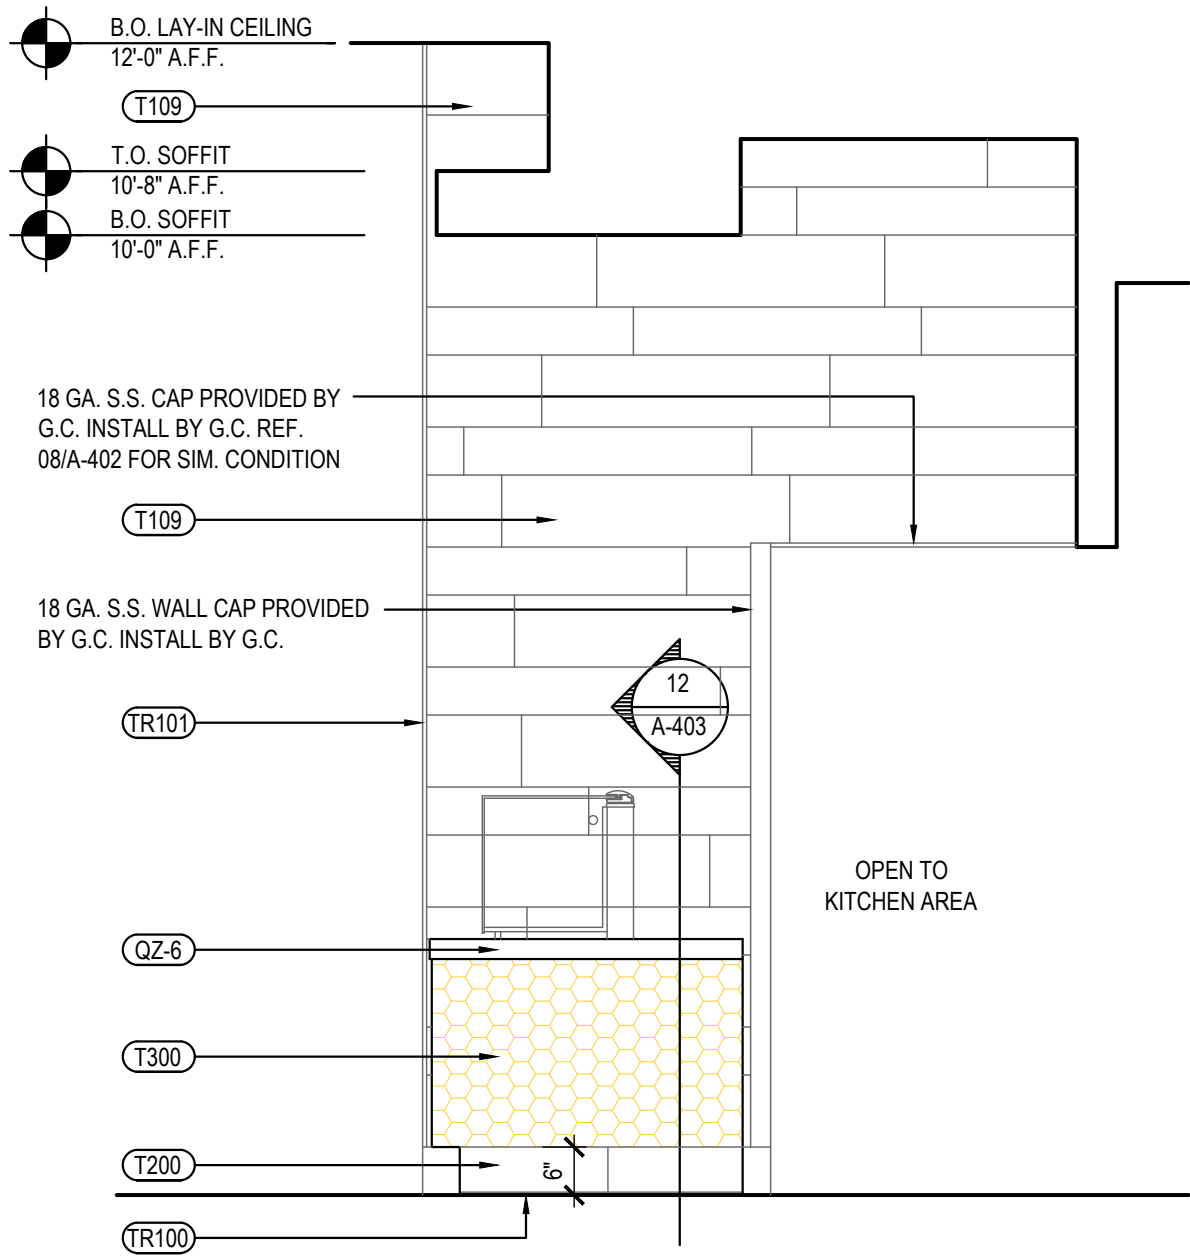 B.O. LAY-IN CEILING
12'-0" A.F.F.
T109
T.O. SOFFIT
10'-8" A.F.F.
B.O. SOFFIT
10'-0" A.F.F.
18 GA. S.S. CAP PROVIDED BY
G.C. INSTALL BY G.C. REF.
08/A-402 FOR SIM. CONDITION
T109
18 GA. S.S. WALL CAP PROVIDED
BY G.C. INSTALL BY G.C.
12
A-403
TR101
OPEN TO
KITCHEN AREA
QZ-6
T300
T200
6"
TR100